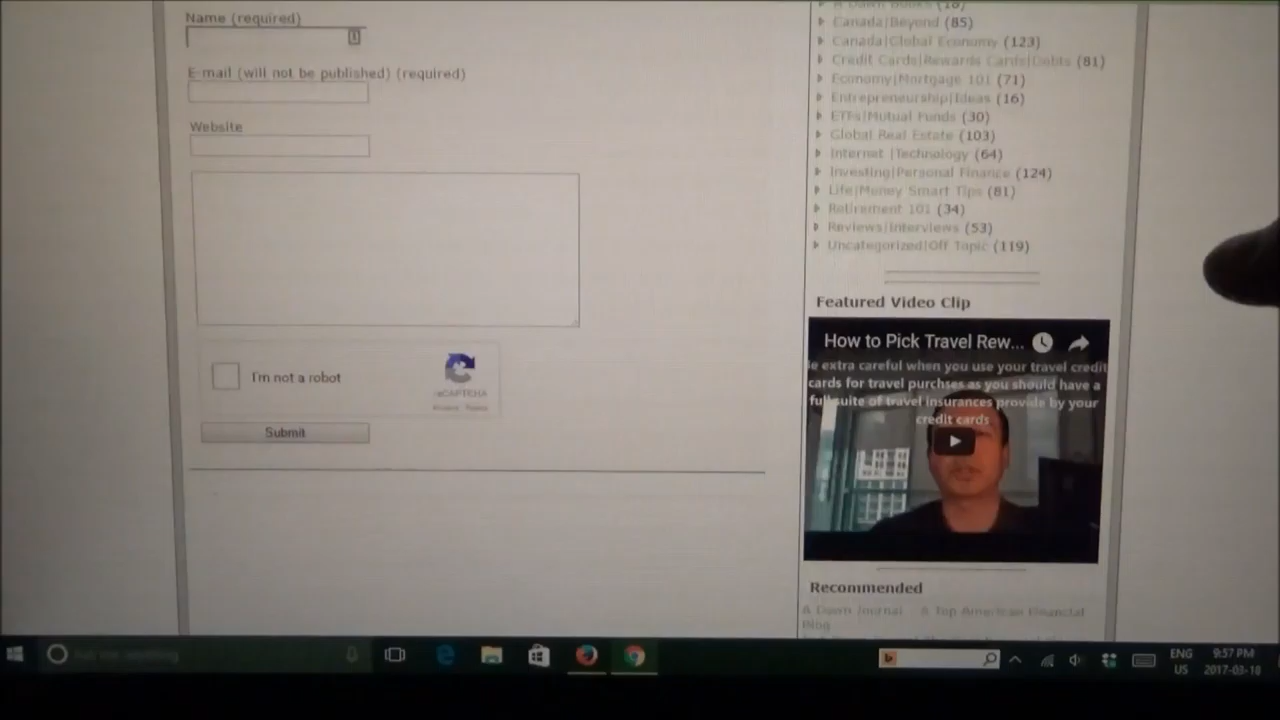 Name (required)
E-mail (will not be published) (required)
Website
I'm not a robot
reCAPTCHA
Submit
A Dawn Books (18)
Canada|Beyond (85)
Canada|Global Economy (123)
Credit Cards|Rewards Cards|Debts (81)
Economy|Mortgage 101 (71)
Entrepreneurship|Ideas (16)
ETFs|Mutual Funds (30)
Global Real Estate (103)
Internet |Technology (64)
Investing|Personal Finance (124)
Life|Money Smart Tips (81)
Retirement 101 (34)
Reviews|Interviews (53)
Uncategorized|Off Topic (119)
Featured Video Clip
How to Pick Travel Rew...
e extra careful when you use your travel credit
cards for travel purchses as you should have a
full suite of travel insurances provide by your
credit cards
Recommended
A Dawn Journal A Top American Financial
Blog
ENG
US
9:57 PM
2017-03-18